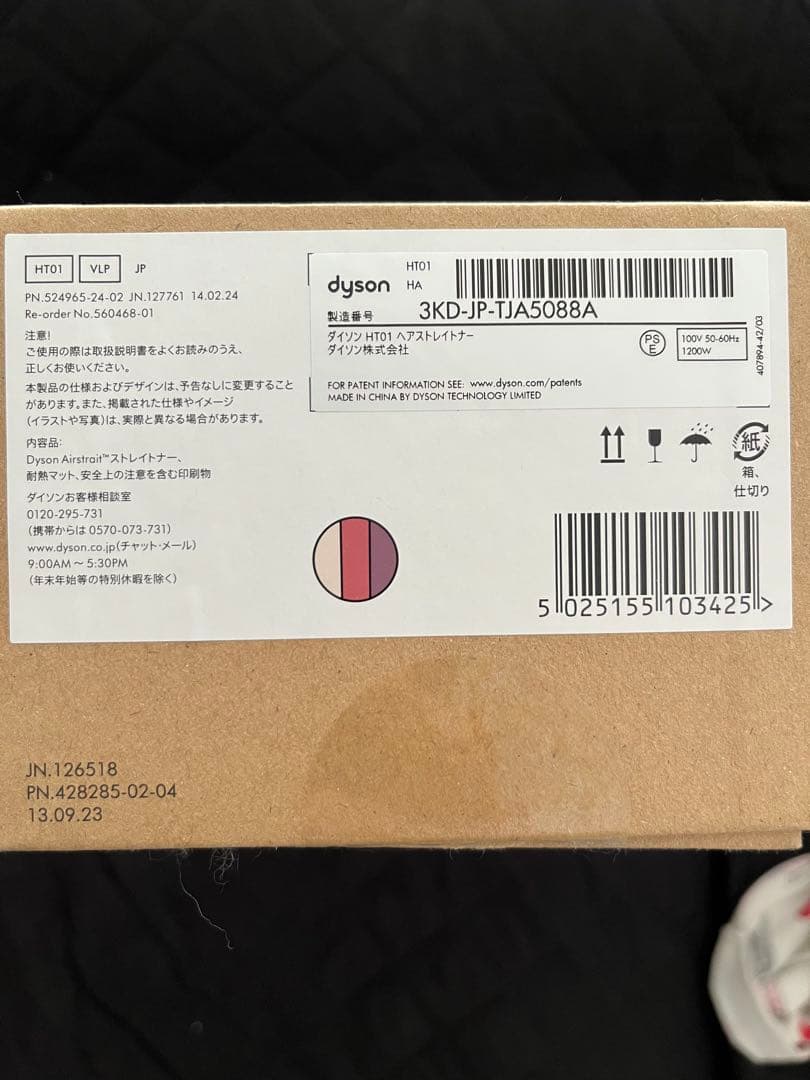 HT01 VLP JP
PN.524965-24-02 JN.127761 14.02.24
Re-order No.560468-01
注意!
ご使用の際は取扱説明書をよくお読みのうえ、
正しくお使いください。
本製品の仕様およびデザインは、予告なしに変更すること
があります。また、掲載された仕様やイメージ
(イラストや写真)は、実際と異なる場合があります。
内容品:
Dyson Airstrait™ストレイトナー、
耐熱マット、安全上の注意を含む印刷物
ダイソンお客様相談室
0120-295-731
(携帯からは 0570-073-731)
www.dyson.co.jp(チャット・メール)
9:00AM～5:30PM
(年末年始等の特別休暇を除く)
dyson
HT01
HA
製造番号 3KD-JP-TJA5088A
ダイソン HT01 ヘアストレイトナー
ダイソン株式会社
PS
E
100V 50-60Hz
1200W
407894-42/03
FOR PATENT INFORMATION SEE: www.dyson.com/patents
MADE IN CHINA BY DYSON TECHNOLOGY LIMITED
紙
箱、
仕切り
5 025155 103425 >
JN.126518
PN.428285-02-04
13.09.23